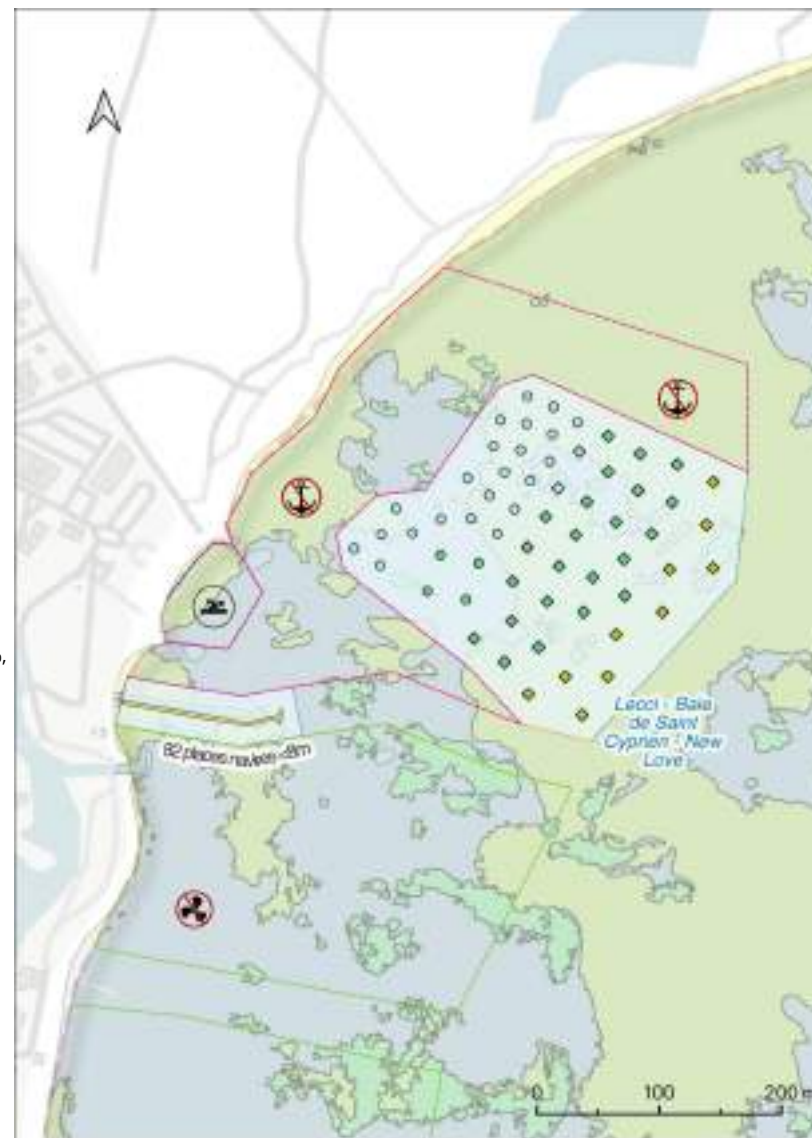 Lecci - Baie
de Saint
Cyprien - New
Love
82 places navires <8m
0 100 200 m